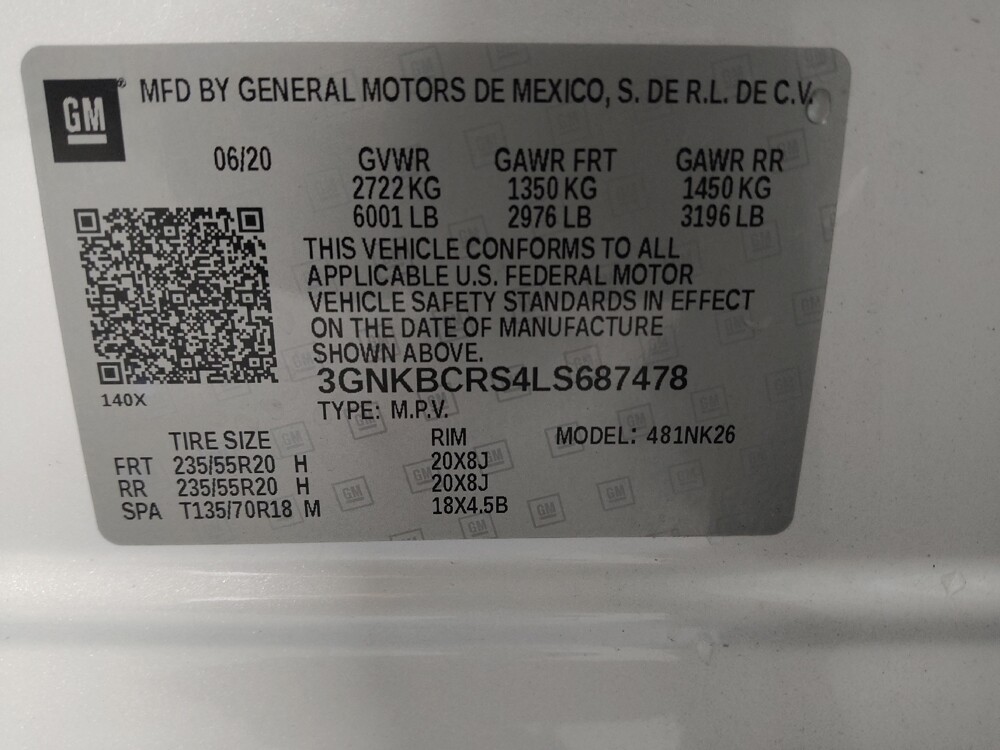 GM
MFD BY GENERAL MOTORS DE MEXICO, S. DE R.L. DE C.V.
06/20 GVWR GAWR FRT GAWR RR
2722 KG 1350 KG 1450 KG
6001 LB 2976 LB 3196 LB
THIS VEHICLE CONFORMS TO ALL
APPLICABLE U.S. FEDERAL MOTOR
VEHICLE SAFETY STANDARDS IN EFFECT
ON THE DATE OF MANUFACTURE
SHOWN ABOVE.
3GNKBCRS4LS687478
140X
TYPE: M.P.V.
TIRE SIZE RIM MODEL: 481NK26
FRT 235/55R20 H 20X8J
RR 235/55R20 H 20X8J
SPA T135/70R18 M 18X4.5B